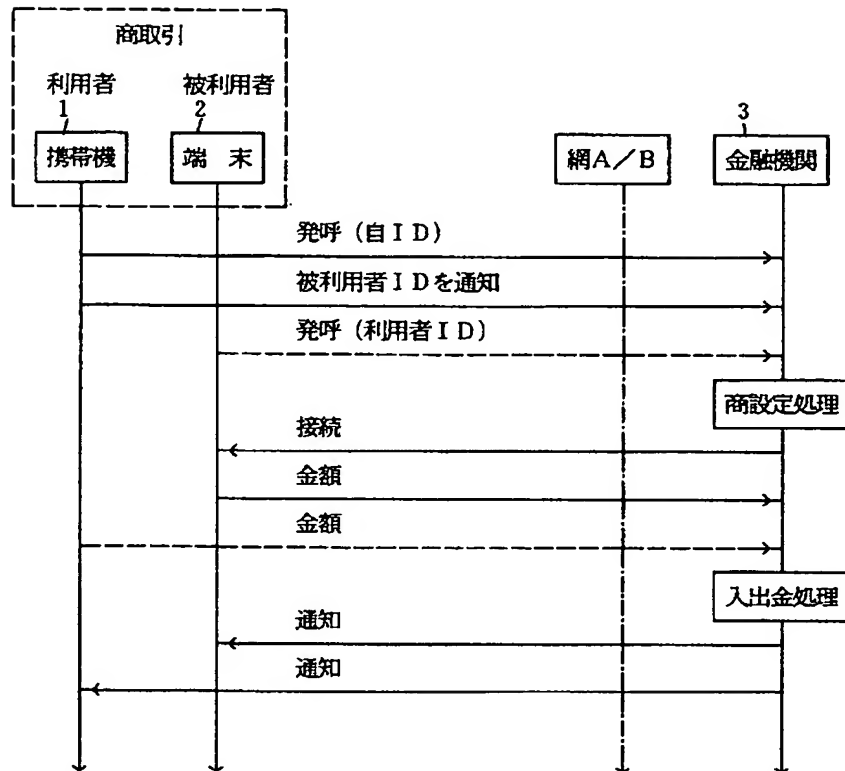 商取引
利用者
被利用者
1
2
3
携帯機
端 末
網A/B
金融機関
発呼(自ID)
被利用者IDを通知
発呼(利用者ID)
商設定処理
接続
金額
金額
入出金処理
通知
通知